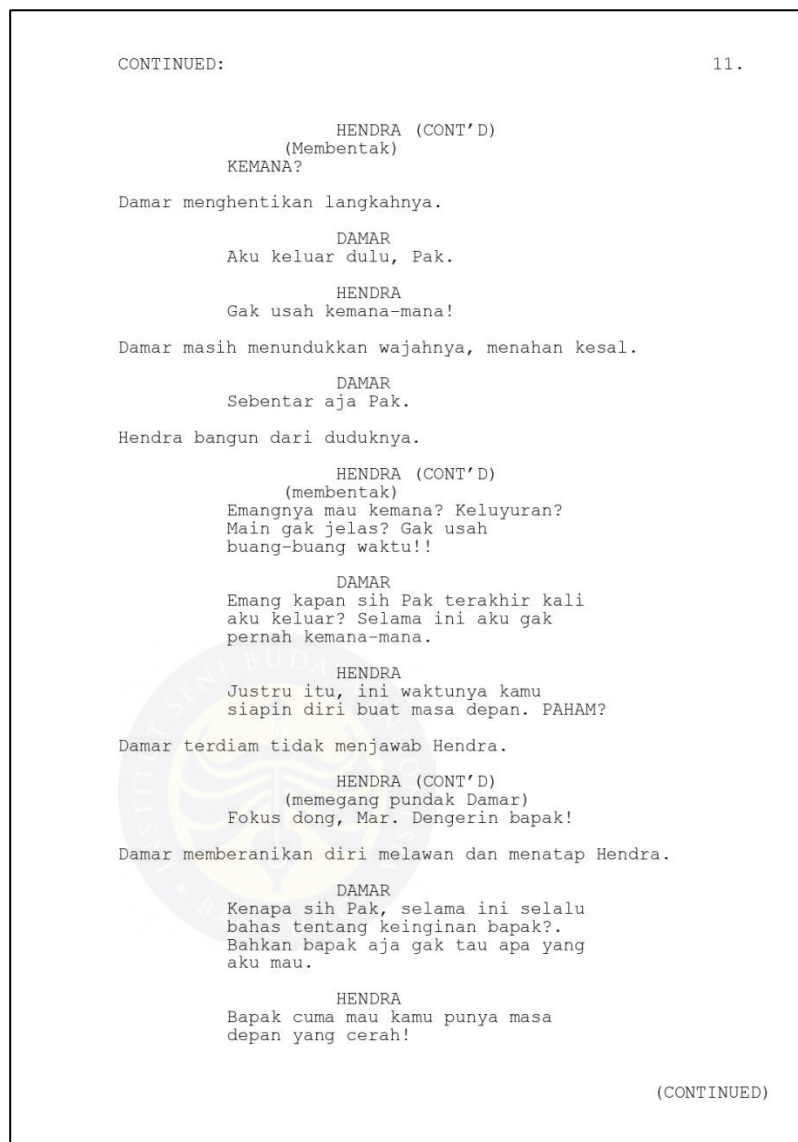 CONTINUED: 11.
HENDRA (CONT'D)
(Membentak)
KEMANA?
Damar menghentikan langkahnya.
DAMAR
Aku keluar dulu, Pak.
HENDRA
Gak usah kemana-mana!
Damar masih menundukkan wajahnya, menahan kesal.
DAMAR
Sebentar aja Pak.
Hendra bangun dari duduknya.
HENDRA (CONT'D)
(membentak)
Emangnya mau kemana? Keluyuran?
Main gak jelas? Gak usah
buang-buang waktu!!
DAMAR
Emang kapan sih Pak terakhir kali
aku keluar? Selama ini aku gak
pernah kemana-mana.
HENDRA
Justru itu, ini waktunya kamu
siapin diri buat masa depan. PAHAM?
Damar terdiam tidak menjawab Hendra.
HENDRA (CONT'D)
(memegang pundak Damar)
Fokus dong, Mar. Dengerin bapak!
Damar memberanikan diri melawan dan menatap Hendra.
DAMAR
Kenapa sih Pak, selama ini selalu
bahas tentang keinginan bapak?.
Bahkan bapak aja gak tau apa yang
aku mau.
HENDRA
Bapak cuma mau kamu punya masa
depan yang cerah!
(CONTINUED)